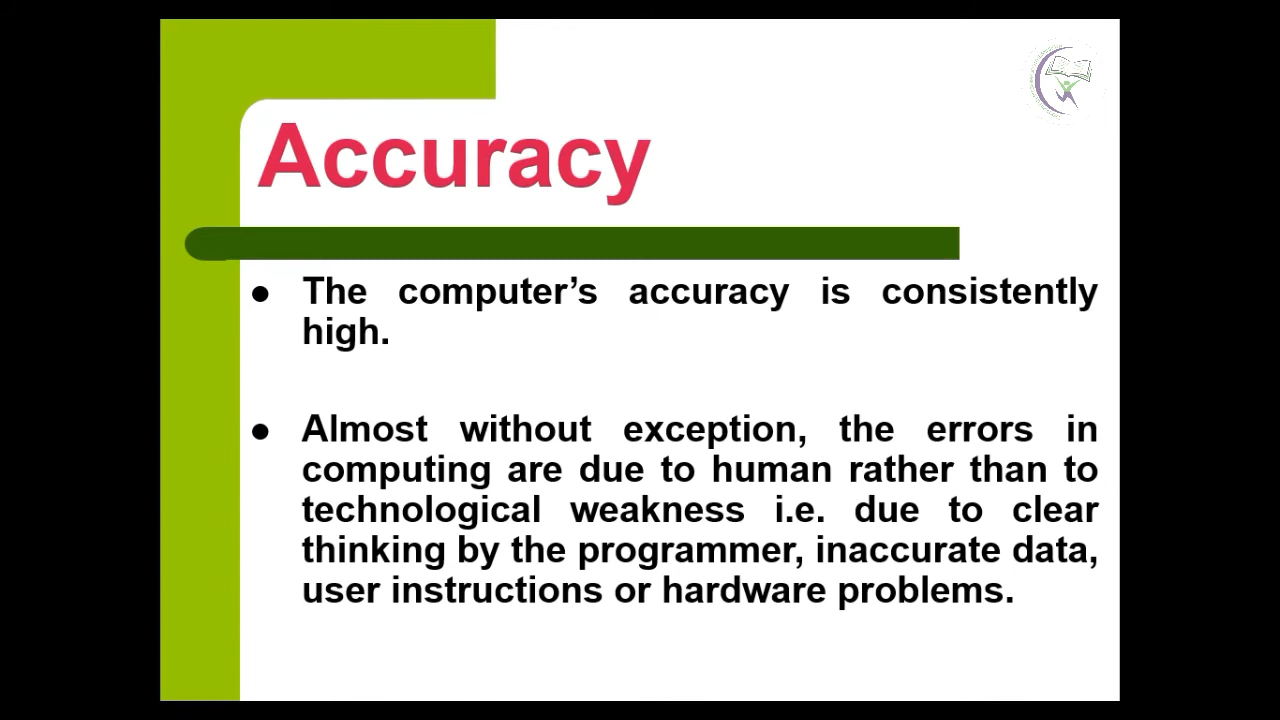 Accuracy
● The computer’s accuracy is consistently
high.
● Almost without exception, the errors in
computing are due to human rather than to
technological weakness i.e. due to clear
thinking by the programmer, inaccurate data,
user instructions or hardware problems.